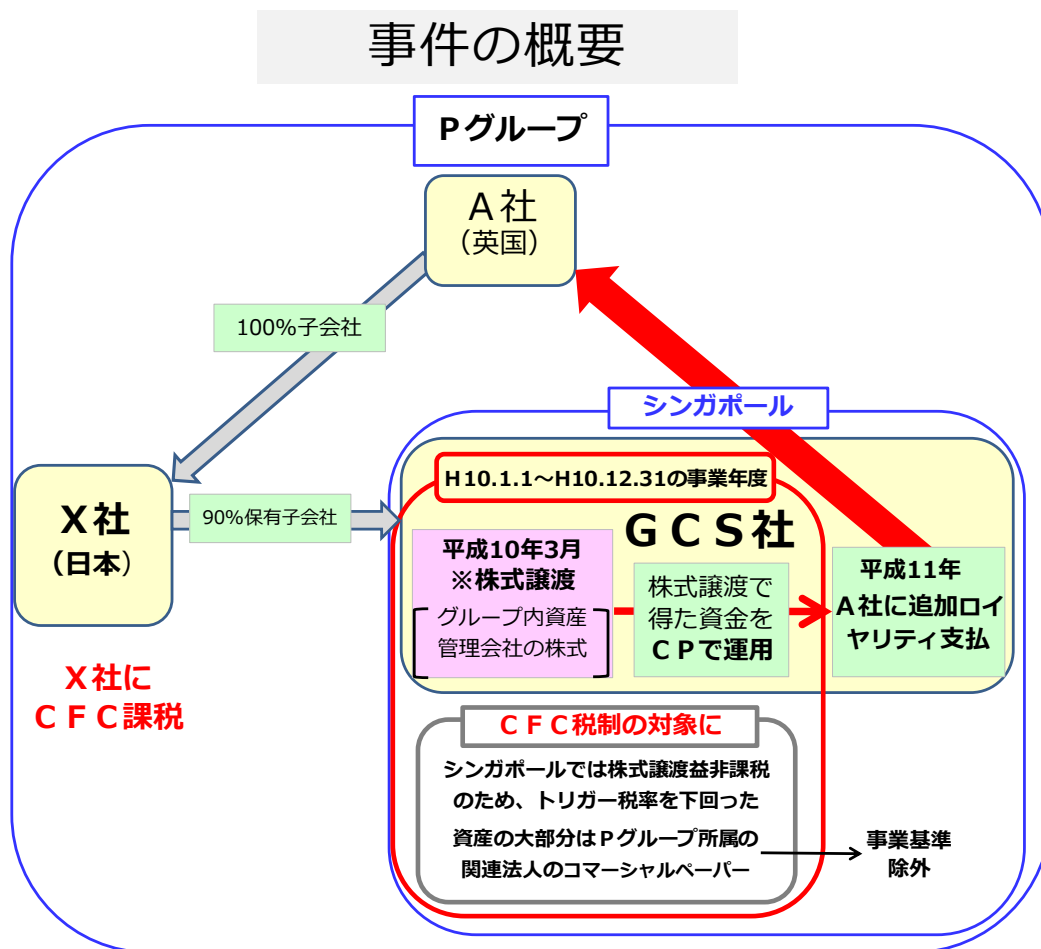 事件の概要
Pグループ
A社
（英国）
100%子会社
シンガポール
H10.1.1～H10.12.31の事業年度
GCS社
X社
（日本）
90%保有子会社
平成10年3月
※株式譲渡
グループ内資産
管理会社の株式
株式譲渡で
得た資金を
CPで運用
平成11年
A社に追加ロイ
ヤリティ支払
X社に
CFC課税
CFC税制の対象に
シンガポールでは株式譲渡益非課税
のため、トリガー税率を下回った
資産の大部分はPグループ所属の
関連法人のコマーシャルペーパー
事業基準
除外